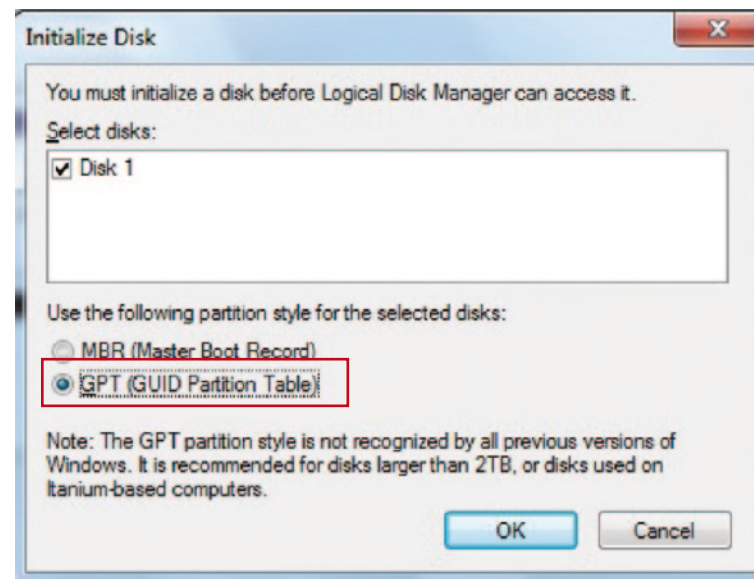 Initialize Disk
You must initialize a disk before Logical Disk Manager can access it.
Select disks:
Disk 1
Use the following partition style for the selected disks:
MBR (Master Boot Record)
GPT (GUID Partition Table)
Note: The GPT partition style is not recognized by all previous versions of
Windows. It is recommended for disks larger than 2TB, or disks used on
Itanium-based computers.
OK Cancel